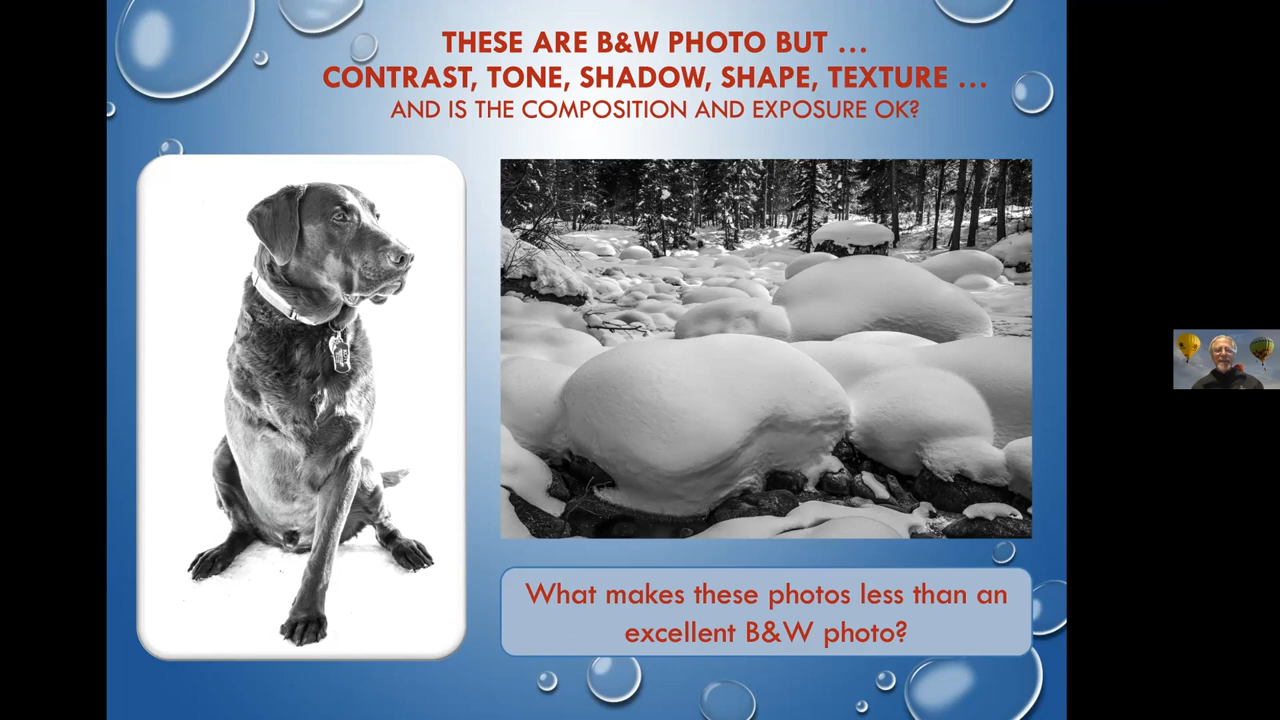 THESE ARE B&W PHOTO BUT …
CONTRAST, TONE, SHADOW, SHAPE, TEXTURE …
AND IS THE COMPOSITION AND EXPOSURE OK?
What makes these photos less than an
excellent B&W photo?